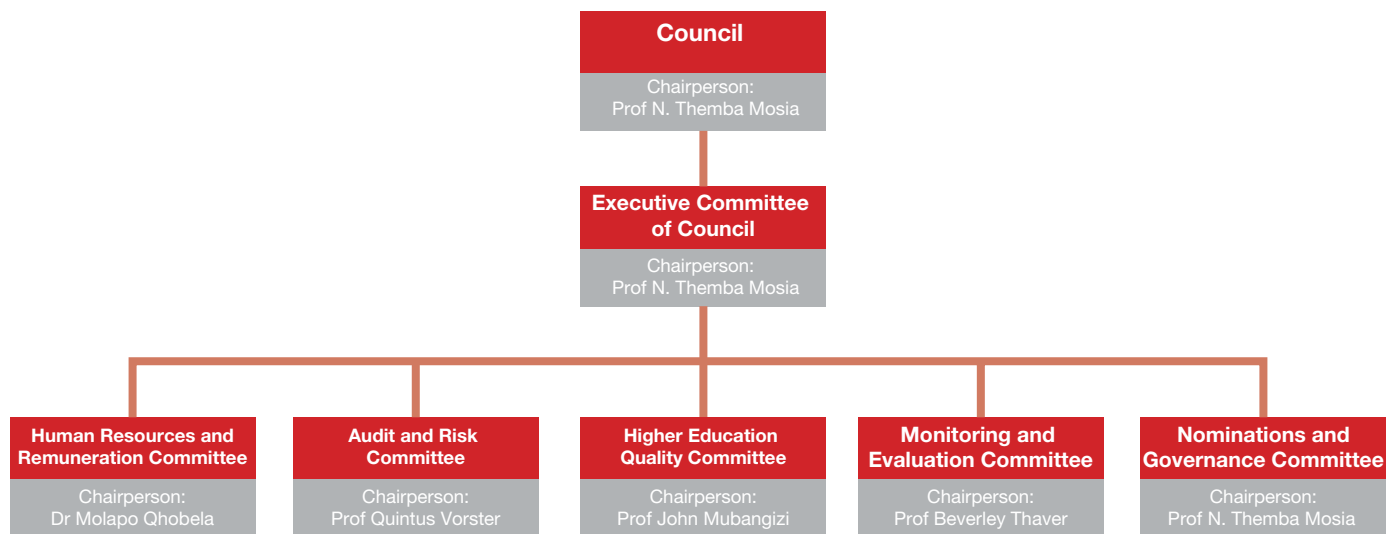 Council
Chairperson:
Prof N. Themba Mosia
Executive Committee
of Council
Chairperson:
Prof N. Themba Mosia
Human Resources and
Remuneration Committee
Chairperson:
Dr Molapo Qhobela
Audit and Risk
Committee
Chairperson:
Prof Quintus Vorster
Higher Education
Quality Committee
Chairperson:
Prof John Mubangizi
Monitoring and
Evaluation Committee
Chairperson:
Prof Beverley Thaver
Nominations and
Governance Committee
Chairperson:
Prof N. Themba Mosia